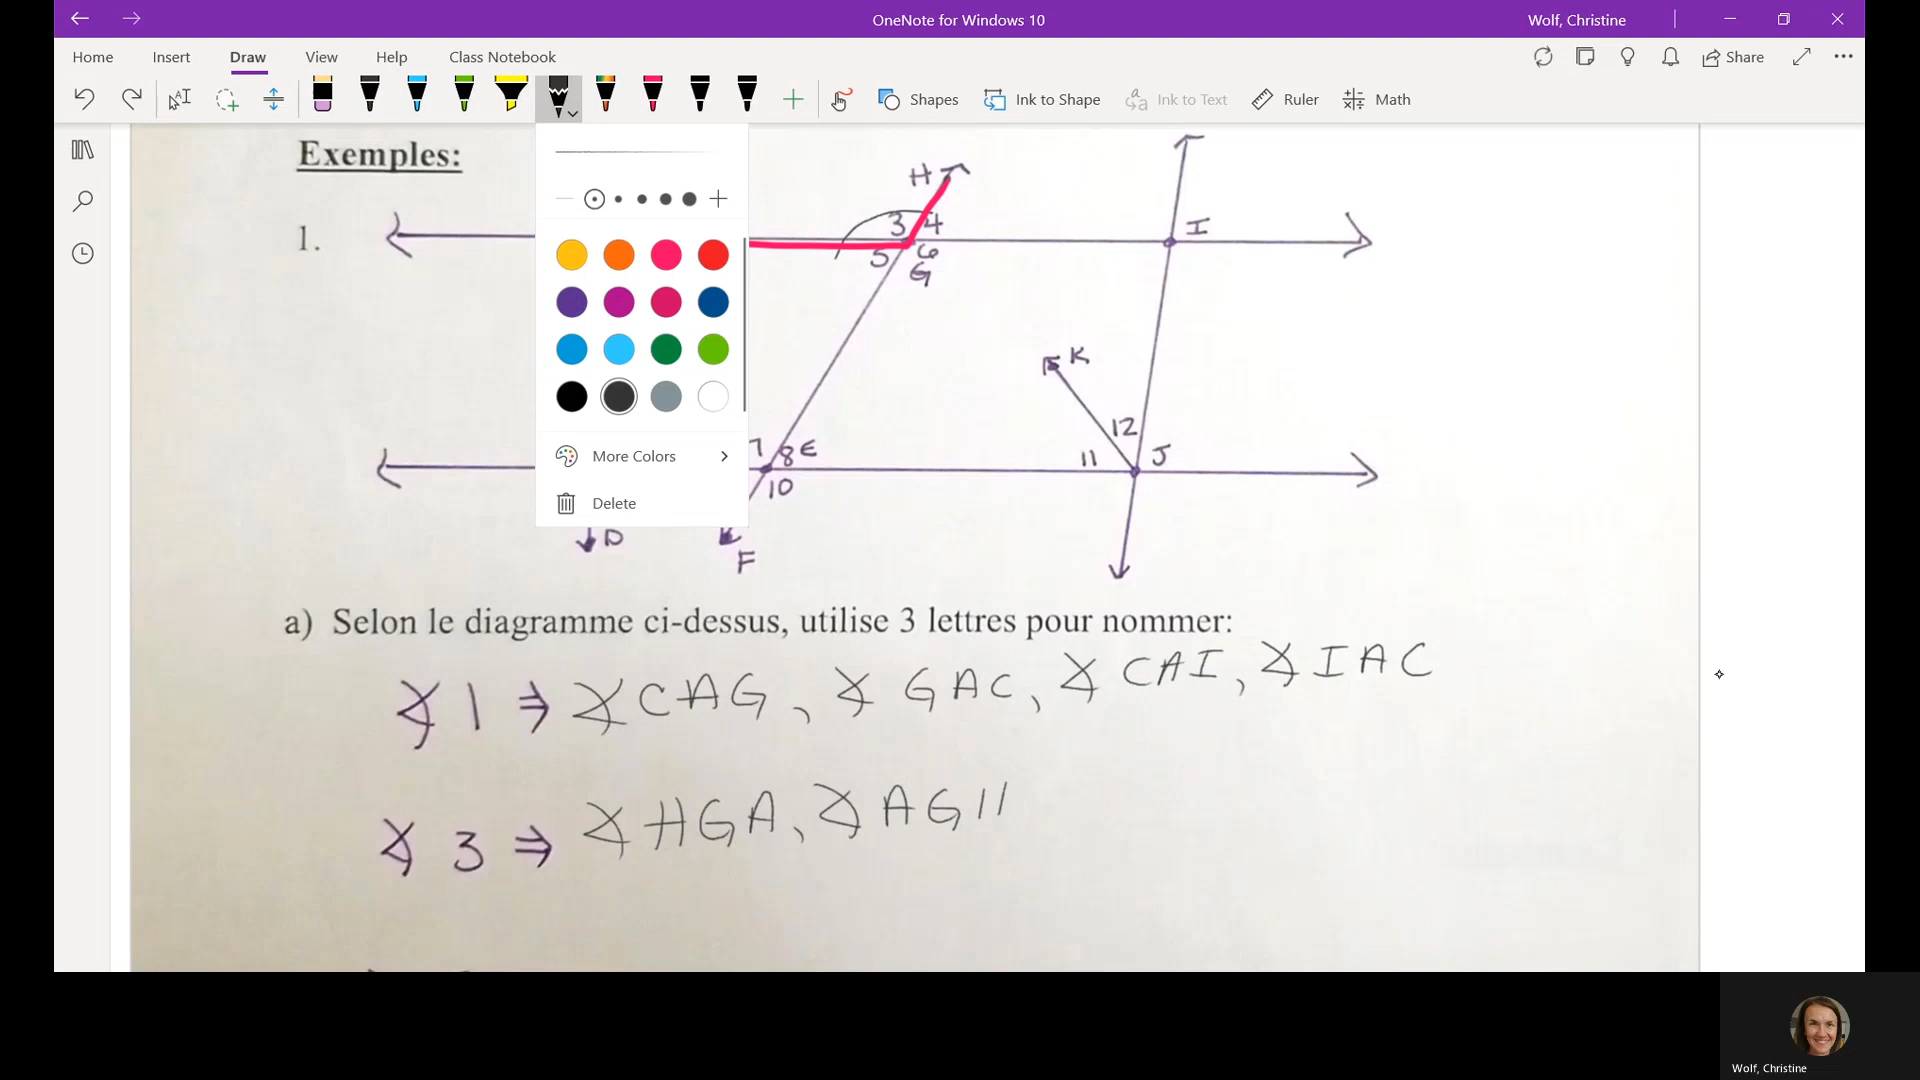 OneNote for Windows 10
Wolf, Christine
Home Insert Draw View Help Class Notebook
Share
Shapes Ink to Shape Ink to Text Ruler Math
Exemples:
1.
H
3 4
I
5 6
G
K
12
7 8 E
11 J
10
D
F
More Colors
Delete
a) Selon le diagramme ci-dessus, utilise 3 lettres pour nommer:
∢ 1 ⇒ ∢ CAG, ∢ GAC, ∢ CAI, ∢ IAC
∢ 3 ⇒ ∢ HGA, ∢ AG
Wolf, Christine